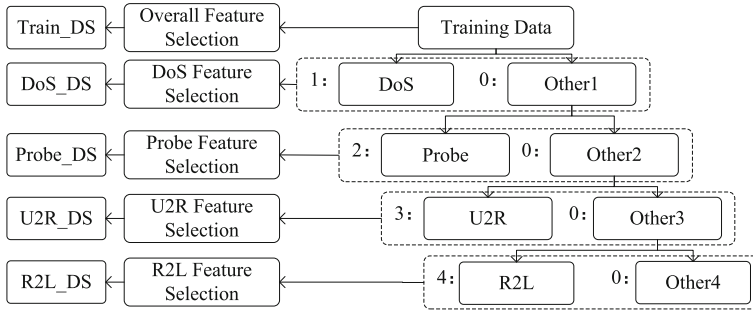 Train_DS
Overall Feature
Selection
Training Data
DoS_DS
DoS Feature
Selection
1:
DoS
0:
Other1
Probe_DS
Probe Feature
Selection
2:
Probe
0:
Other2
U2R_DS
U2R Feature
Selection
3:
U2R
0:
Other3
R2L_DS
R2L Feature
Selection
4:
R2L
0:
Other4